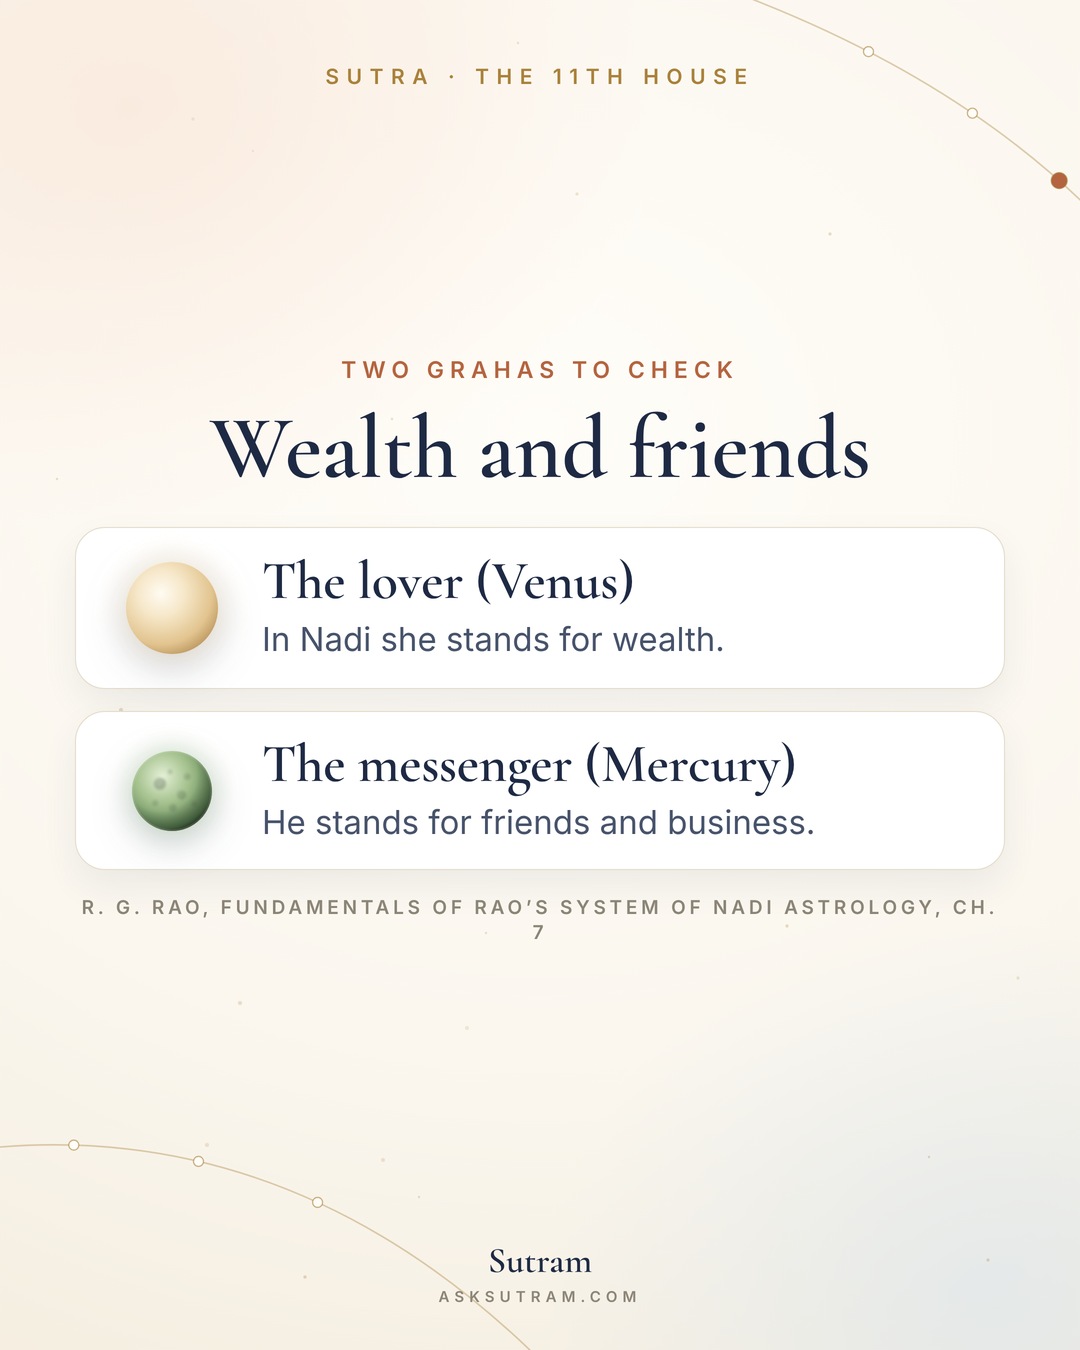 SUTRA · THE 11TH HOUSE
TWO GRAHAS TO CHECK
Wealth and friends
The lover (Venus)
In Nadi she stands for wealth.
The messenger (Mercury)
He stands for friends and business.
R. G. RAO, FUNDAMENTALS OF RAO’S SYSTEM OF NADI ASTROLOGY, CH.
7
Sutram
ASKSUTRAM.COM